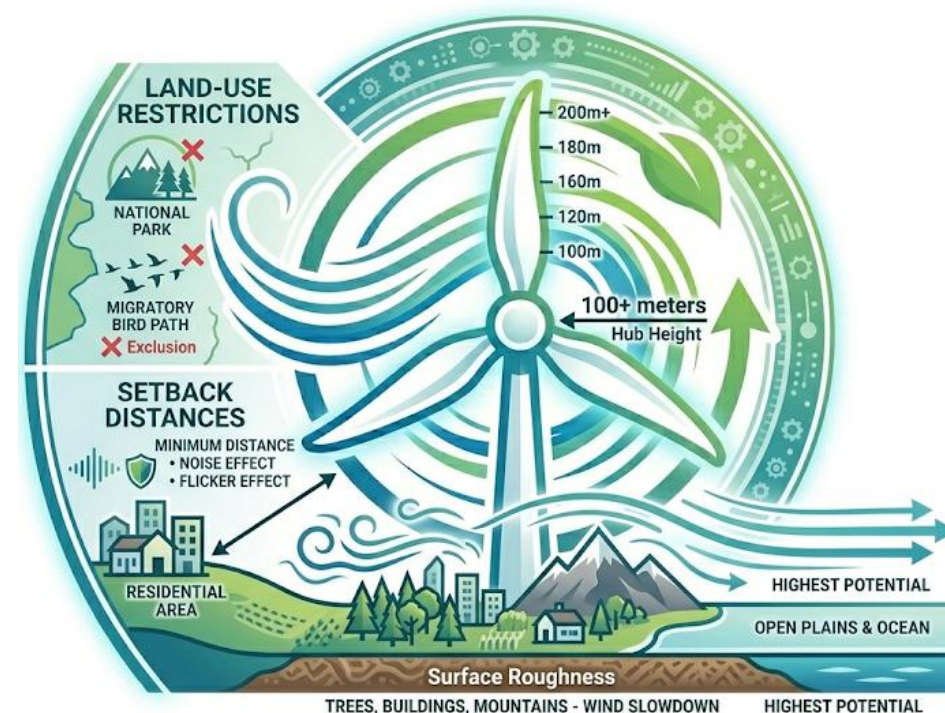 LAND-USE
RESTRICTIONS
NATIONAL
PARK
MIGRATORY
BIRD PATH
Exclusion
SETBACK
DISTANCES
MINIMUM DISTANCE
• NOISE EFFECT
• FLICKER EFFECT
RESIDENTIAL
AREA
200m+
180m
160m
120m
100m
100+ meters
Hub Height
HIGHEST POTENTIAL
OPEN PLAINS & OCEAN
Surface Roughness
TREES, BUILDINGS, MOUNTAINS - WIND SLOWDOWN
HIGHEST POTENTIAL